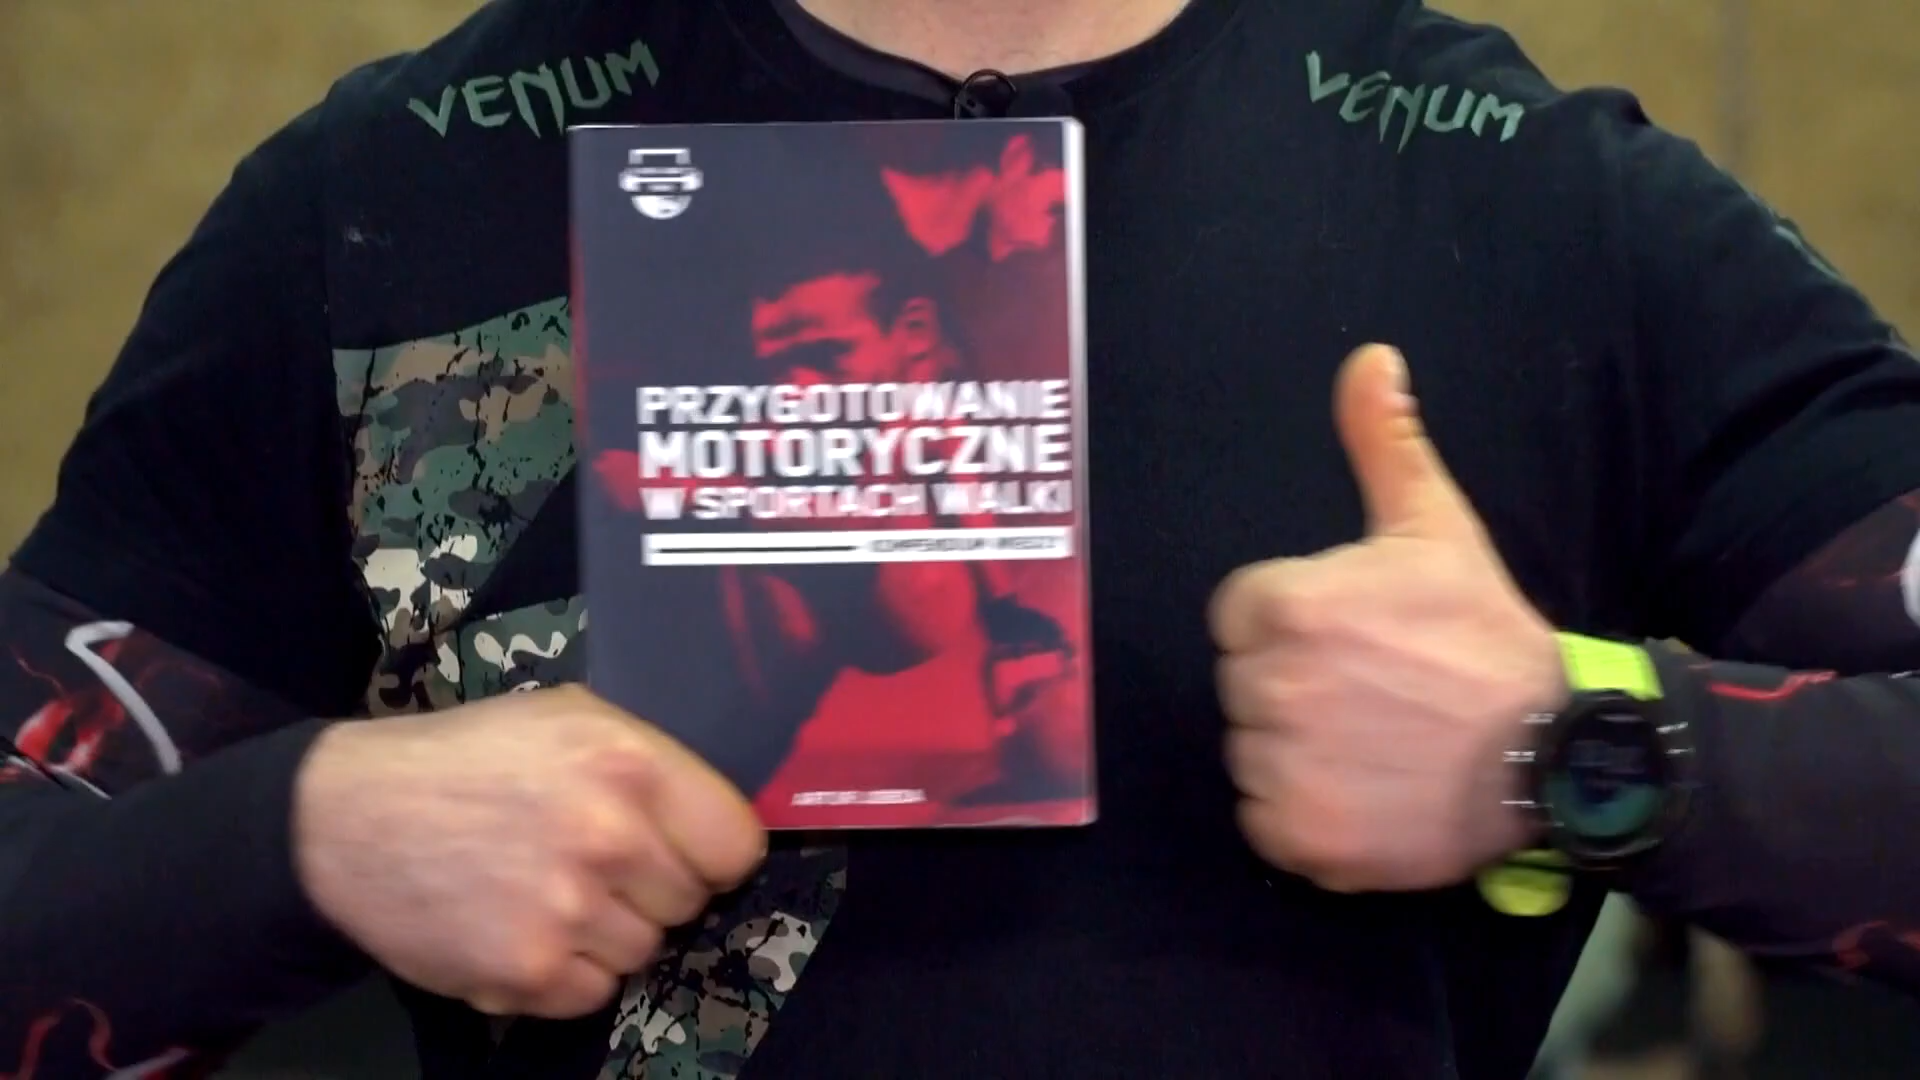 VENUM
VENUM
PRZYGOTOWANIE
MOTORYCZNE
W SPORTACH WALKI